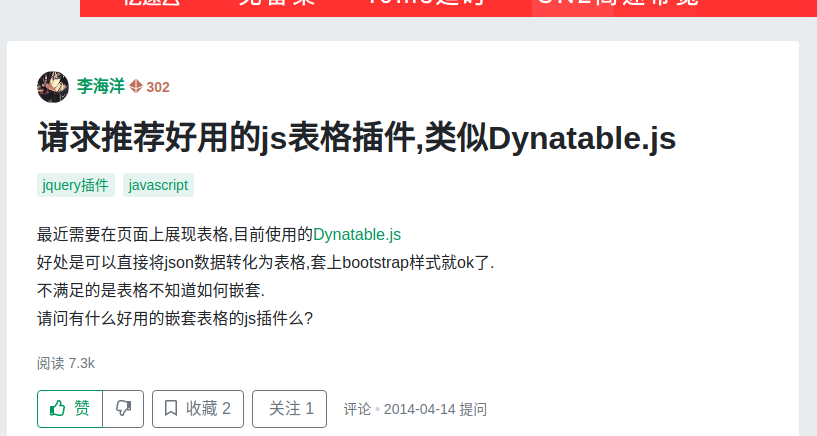 李海洋 302
请求推荐好用的js表格插件,类似Dynatable.js
jquery插件 javascript
最近需要在页面上展现表格,目前使用的Dynatable.js
好处是可以直接将json数据转化为表格,套上bootstrap样式就ok了.
不满足的是表格不知道如何嵌套.
请问有什么好用的嵌套表格的js插件么?
阅读 7.3k
赞 收藏 2 关注 1 评论 • 2014-04-14 提问